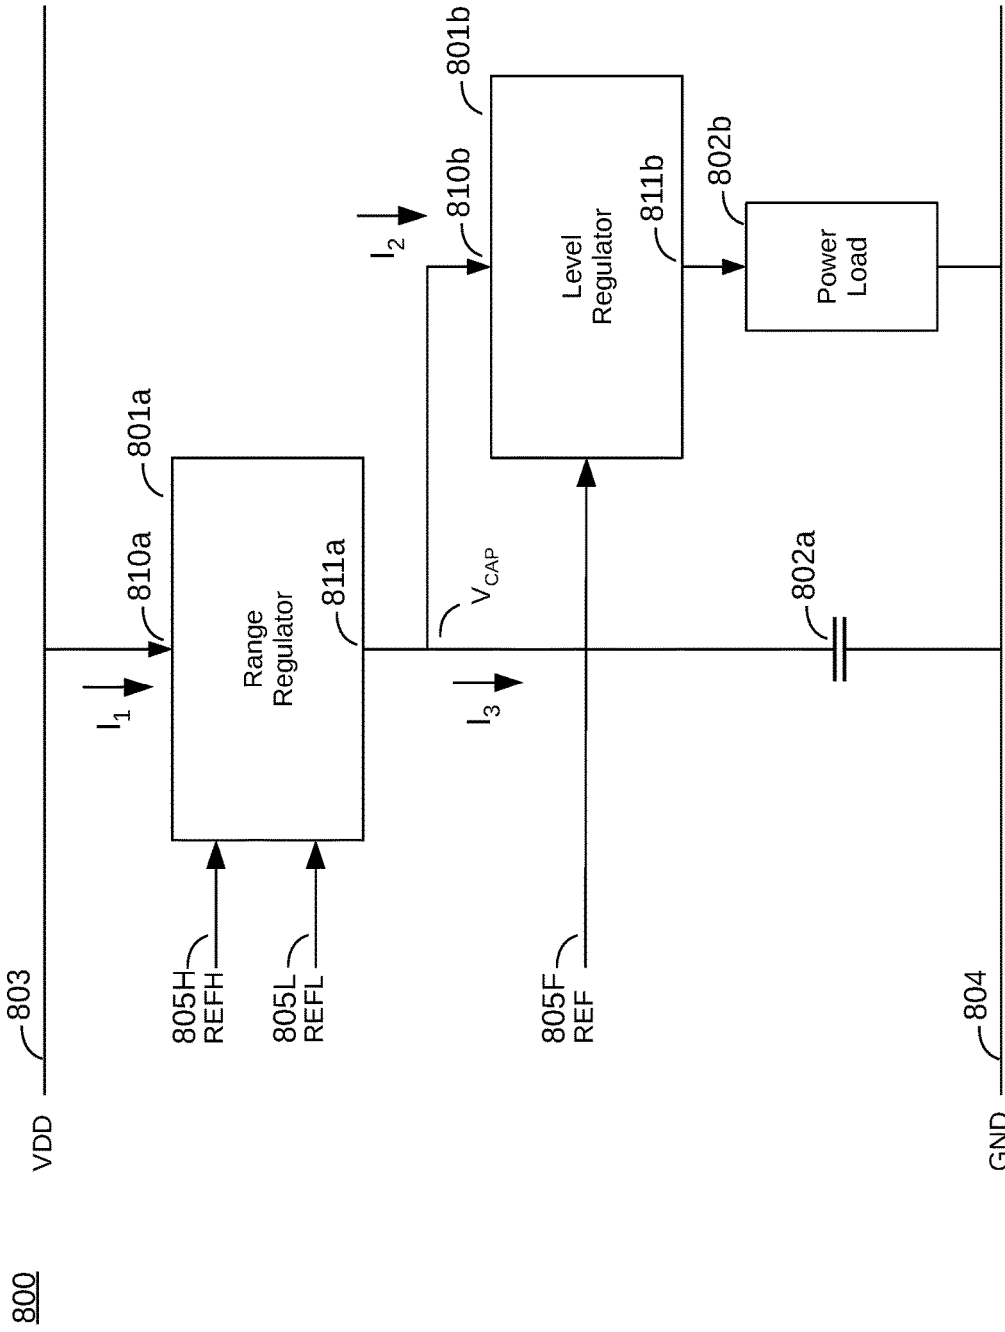 800
VDD
803
I1
810a
801a
805H
REFH
805L
REFL
Range
Regulator
811a
I3
VCAP
I2
810b
801b
805F
REF
Level
Regulator
811b
802b
Power
Load
802a
GND
804